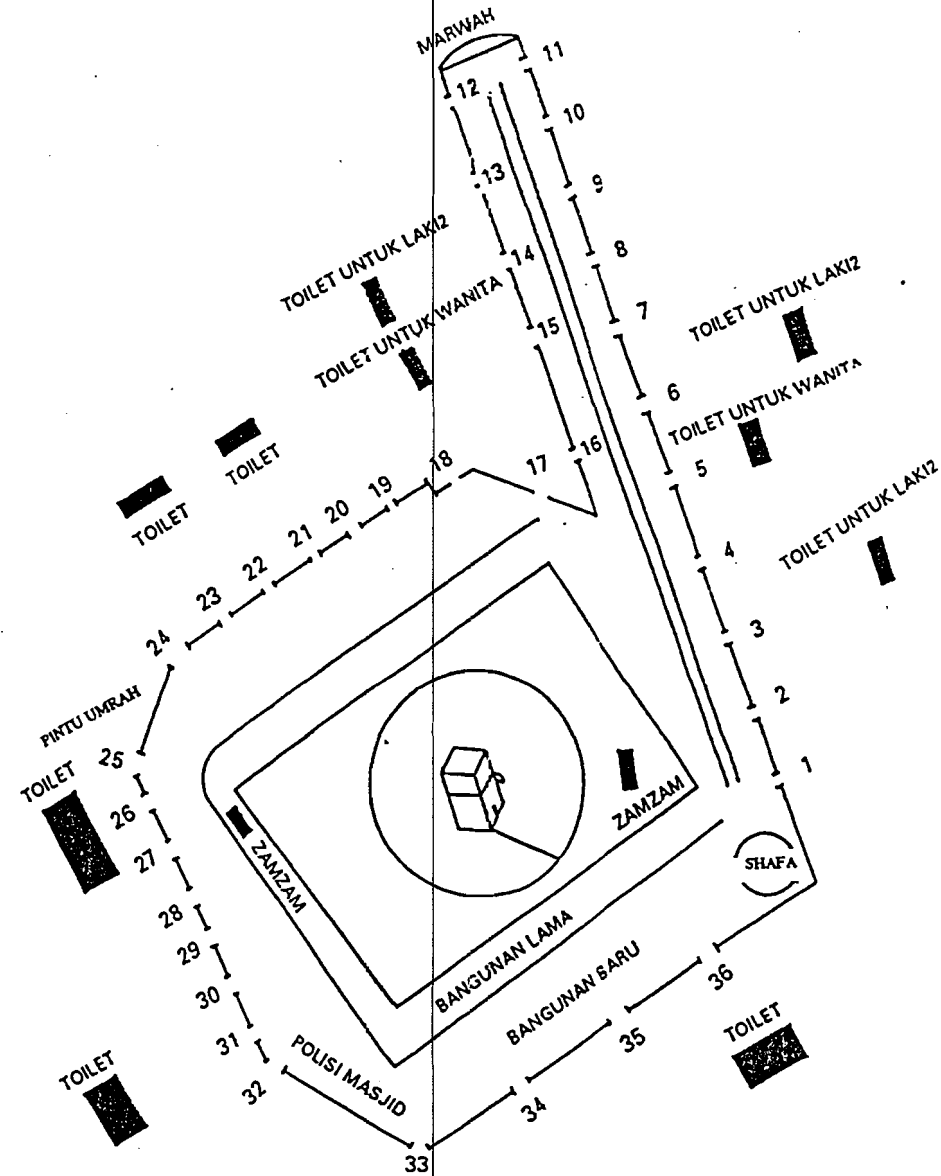 MARWAH
11
12
10
13
9
TOILET UNTUK LAKI2
14
8
TOILET UNTUK WANITA
15
7
TOILET UNTUK LAKI2
6
TOILET UNTUK WANITA
16
5
17
18
TOILET
19
TOILET
20
21
22
23
24
TOILET UNTUK LAKI2
4
3
2
1
PINTU UMRAH
25
TOILET
26
27
28
29
30
31
32
ZAMZAM
ZAMZAM
SHAFA
BANGUNAN LAMA
BANGUNAN BARU
36
35
34
33
POLISI MASJID
TOILET
TOILET